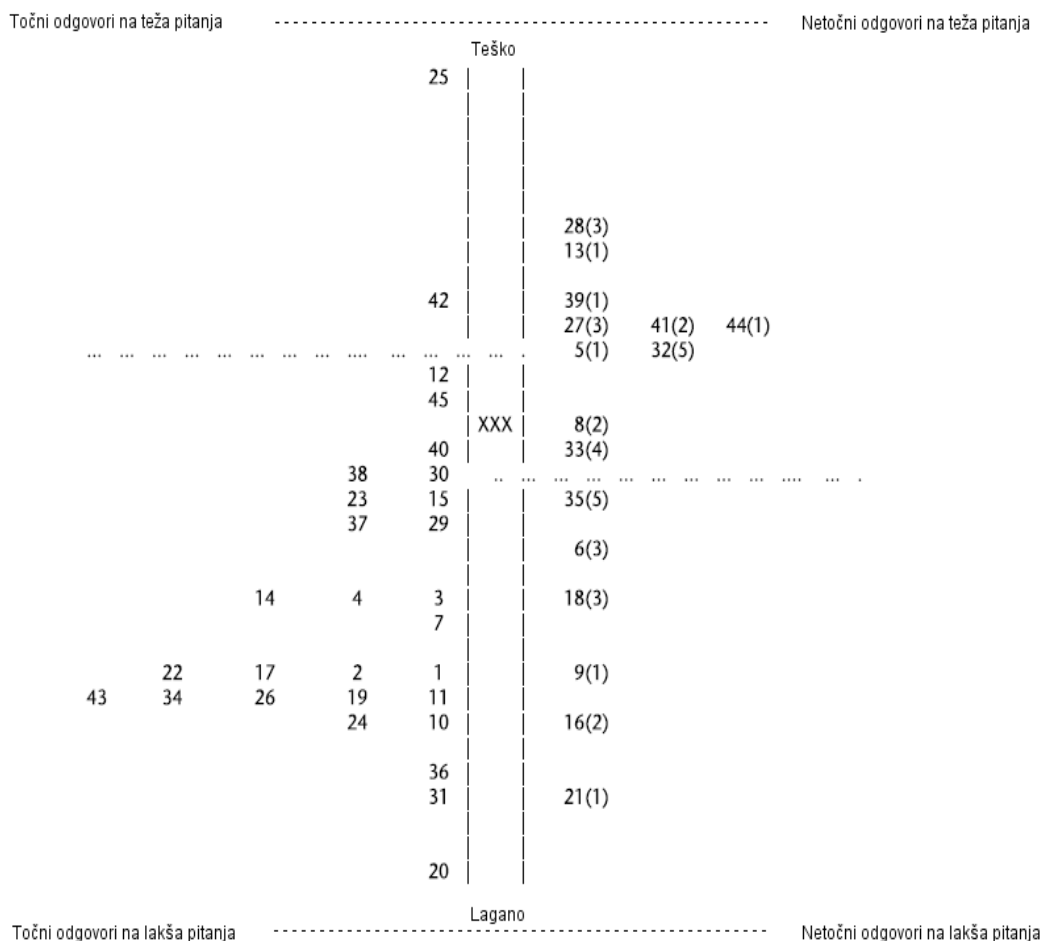 Točni odgovori na teža pitanja Netočni odgovori na teža pitanja
Teško
25
28(3)
13(1)
42 39(1)
27(3) 41(2) 44(1)
5(1) 32(5)
12
45
XXX 8(2)
40 33(4)
38 30
23 15 35(5)
37 29
6(3)
14 4 3 18(3)
7
22 17 2 1 9(1)
43 34 26 19 11
24 10 16(2)
36
31 21(1)
20
Lagano
Točni odgovori na lakša pitanja Netočni odgovori na lakša pitanja